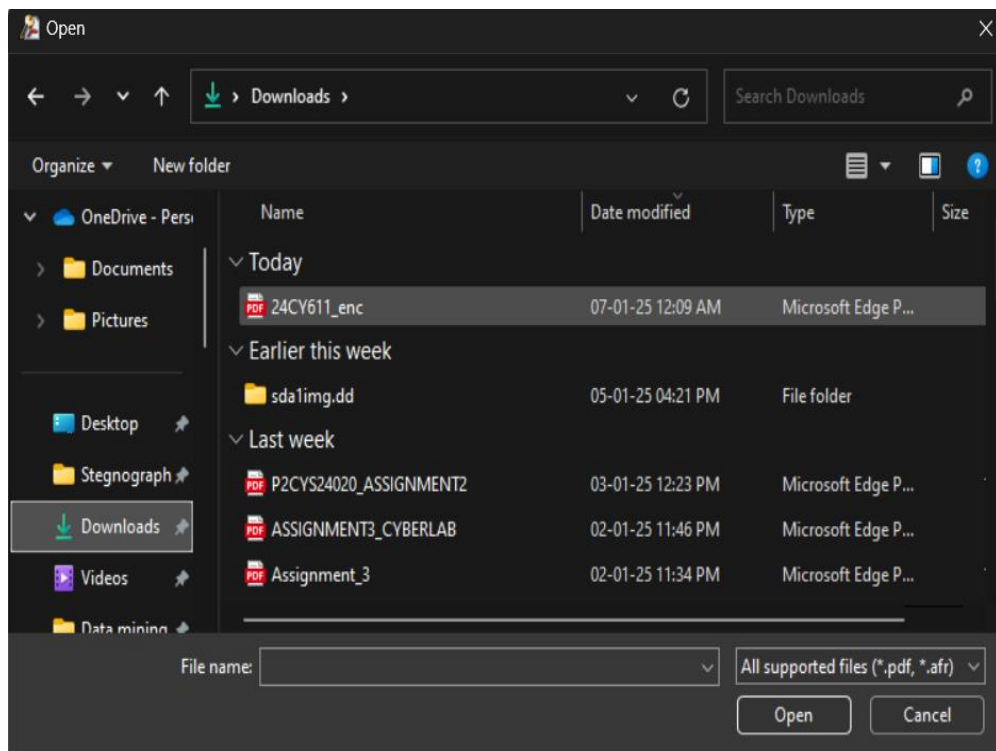 Open
Downloads
Search Downloads
Organize New folder
OneDrive - Pers
Documents
Pictures
Desktop
Stegnograph
Downloads
Videos
Data mining
Name Date modified Type Size
Today
PDF 24CY611_enc 07-01-25 12:09 AM Microsoft Edge P...
Earlier this week
sda1img.dd 05-01-25 04:21 PM File folder
Last week
PDF P2CYS24020_ASSIGNMENT2 03-01-25 12:23 PM Microsoft Edge P...
PDF ASSIGNMENT3_CYBERLAB 02-01-25 11:46 PM Microsoft Edge P...
PDF Assignment_3 02-01-25 11:34 PM Microsoft Edge P...
File name: All supported files (*.pdf, *.afr)
Open Cancel